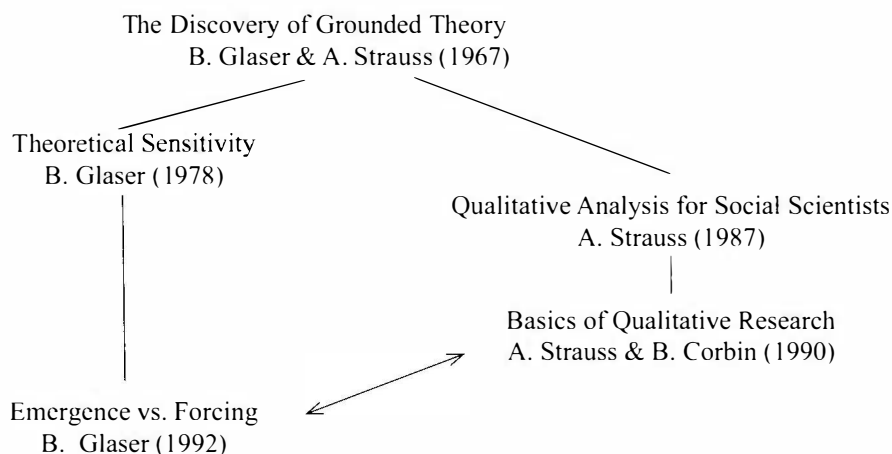 The Discovery of Grounded Theory
B. Glaser & A. Strauss (1967)
Theoretical Sensitivity
B. Glaser (1978)
Qualitative Analysis for Social Scientists
A. Strauss (1987)
Basics of Qualitative Research
A. Strauss & B. Corbin (1990)
Emergence vs. Forcing
B. Glaser (1992)